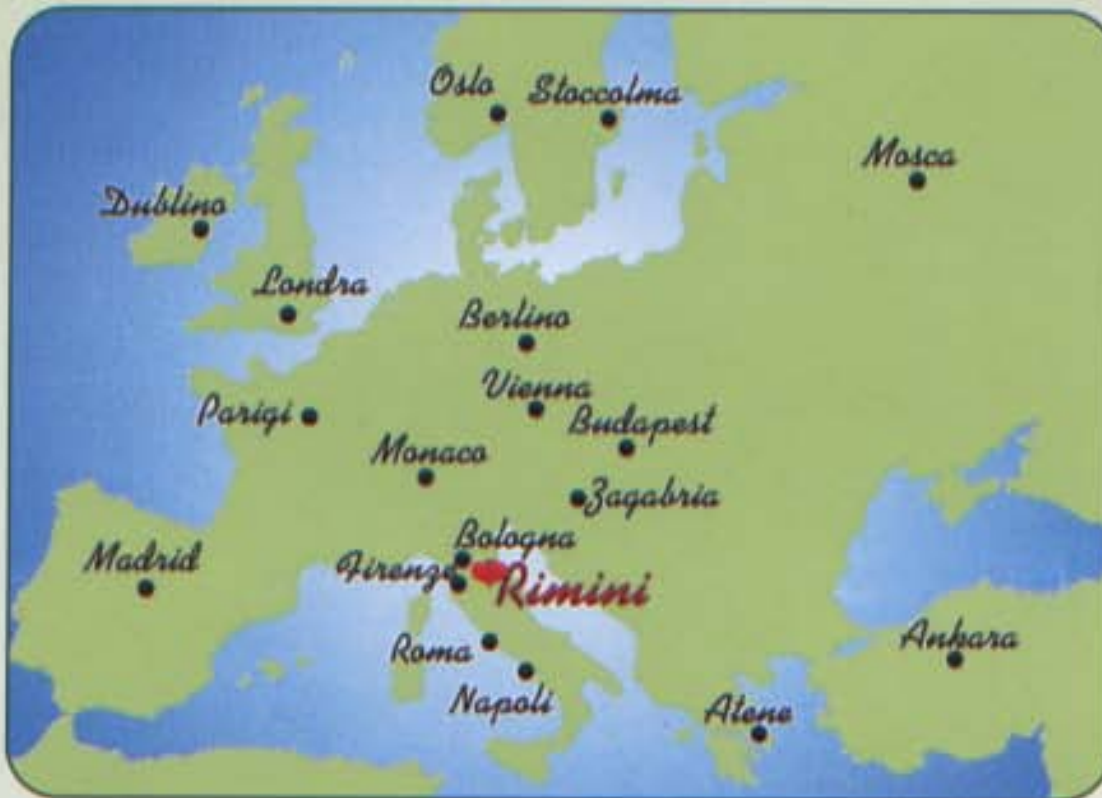 Oslo
Stoccolma
Mosca
Dublino
Londra
Berlino
Vienna
Parigi
Budapest
Monaco
Zagabria
Bologna
Madrid
Firenze
Rimini
Roma
Ankara
Napoli
Atene